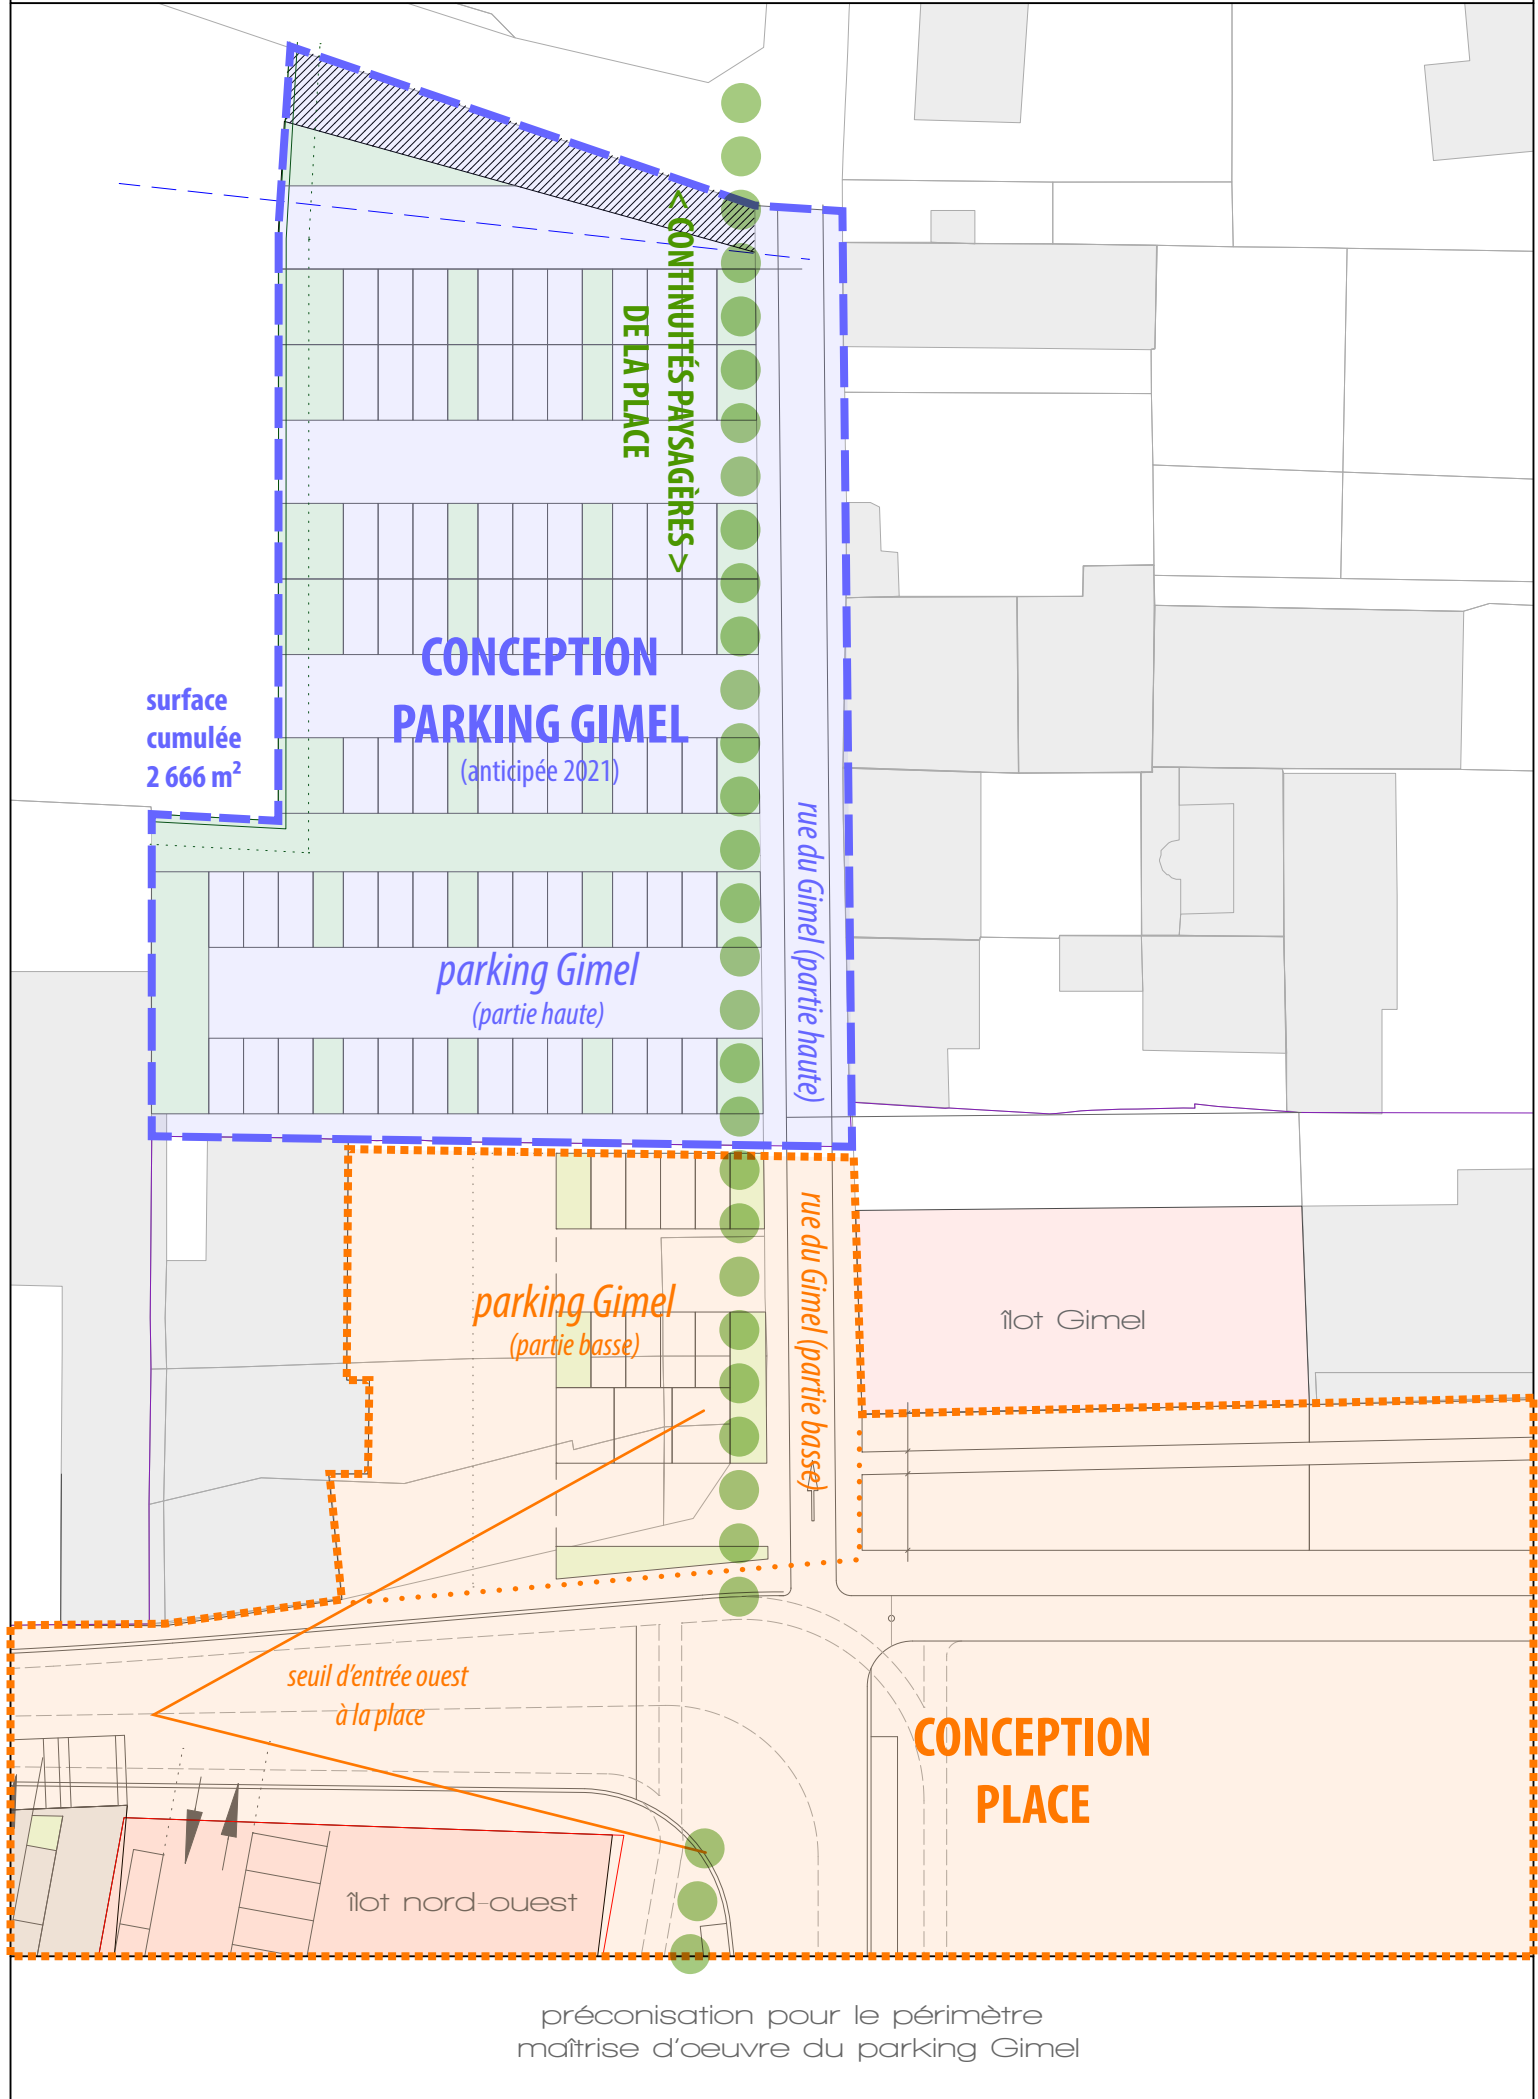 < CONTINUITÉS PAYSAGÈRES >
DE LA PLACE
CONCEPTION
PARKING GIMEL
(anticipée 2021)
surface
cumulée
2 666 m²
rue du Gimel (partie haute)
parking Gimel
(partie haute)
rue du Gimel (partie basse)
parking Gimel
(partie basse)
îlot Gimel
seuil d'entrée ouest
à la place
CONCEPTION
PLACE
îlot nord-ouest
préconisation pour le périmètre
maîtrise d'oeuvre du parking Gimel